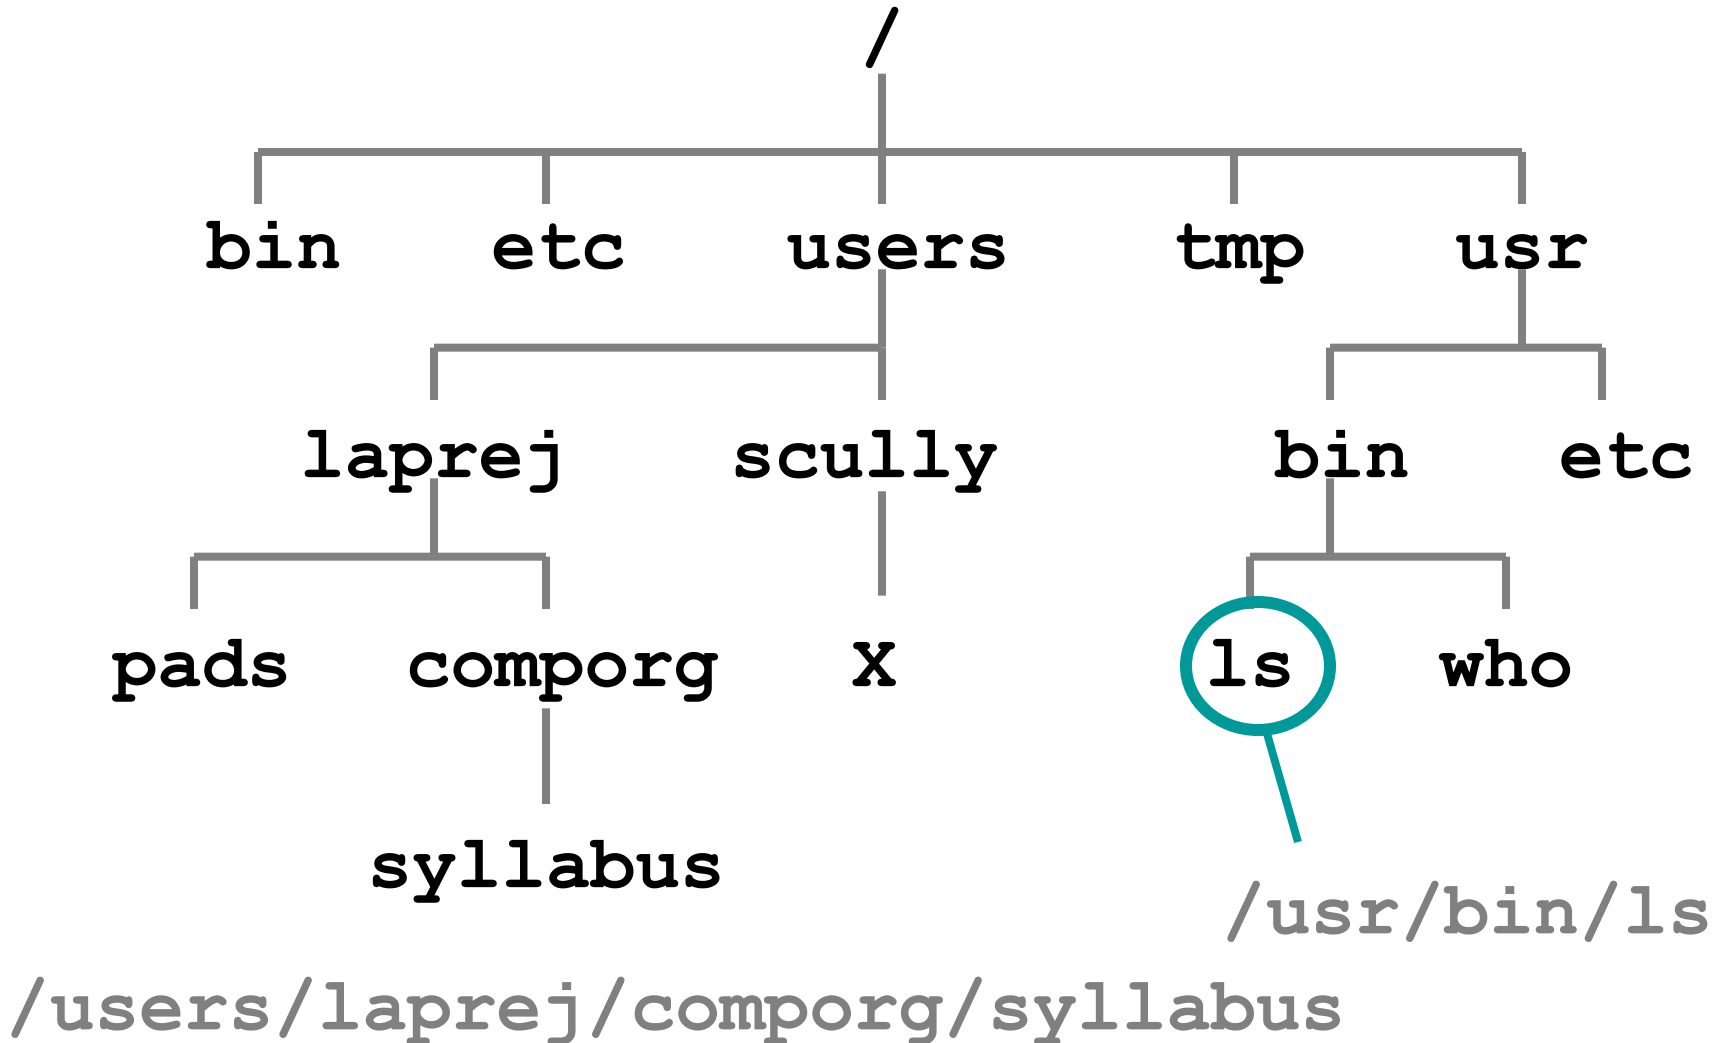 /
bin etc users tmp usr
laprej scully bin etc
pads comporg X ls who
syllabus
/usr/bin/ls
/users/laprej/comporg/syllabus